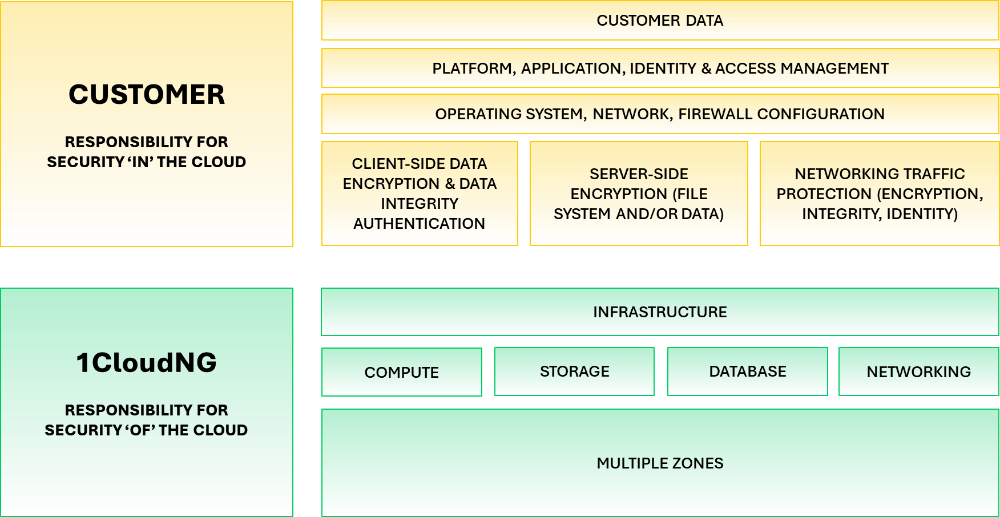 CUSTOMER
RESPONSIBILITY FOR
SECURITY ‘IN’ THE CLOUD
CUSTOMER DATA
PLATFORM, APPLICATION, IDENTITY & ACCESS MANAGEMENT
OPERATING SYSTEM, NETWORK, FIREWALL CONFIGURATION
CLIENT-SIDE DATA
ENCRYPTION & DATA
INTEGRITY
AUTHENTICATION
SERVER-SIDE
ENCRYPTION (FILE
SYSTEM AND/OR DATA)
NETWORKING TRAFFIC
PROTECTION (ENCRYPTION,
INTEGRITY, IDENTITY)
1CloudNG
RESPONSIBILITY FOR
SECURITY ‘OF’ THE CLOUD
INFRASTRUCTURE
COMPUTE
STORAGE
DATABASE
NETWORKING
MULTIPLE ZONES